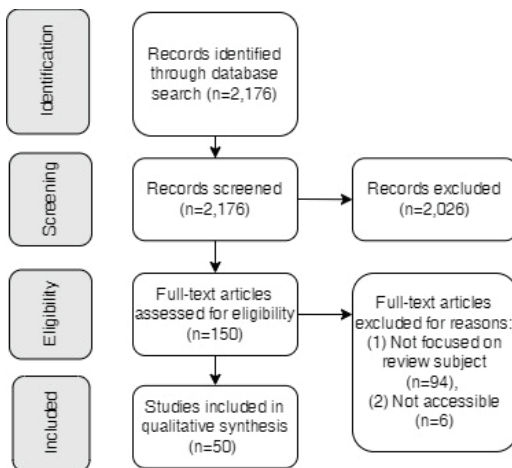 Identification
Records identified
through database
search (n=2,176)
Screening
Records screened
(n=2,176)
Records excluded
(n=2,026)
Eligibility
Full-text articles
assessed for eligibility
(n=150)
Full-text articles
excluded for reasons:
(1) Not focused on
review subject
(n=94),
(2) Not accessible
(n=6)
Included
Studies included in
qualitative synthesis
(n=50)